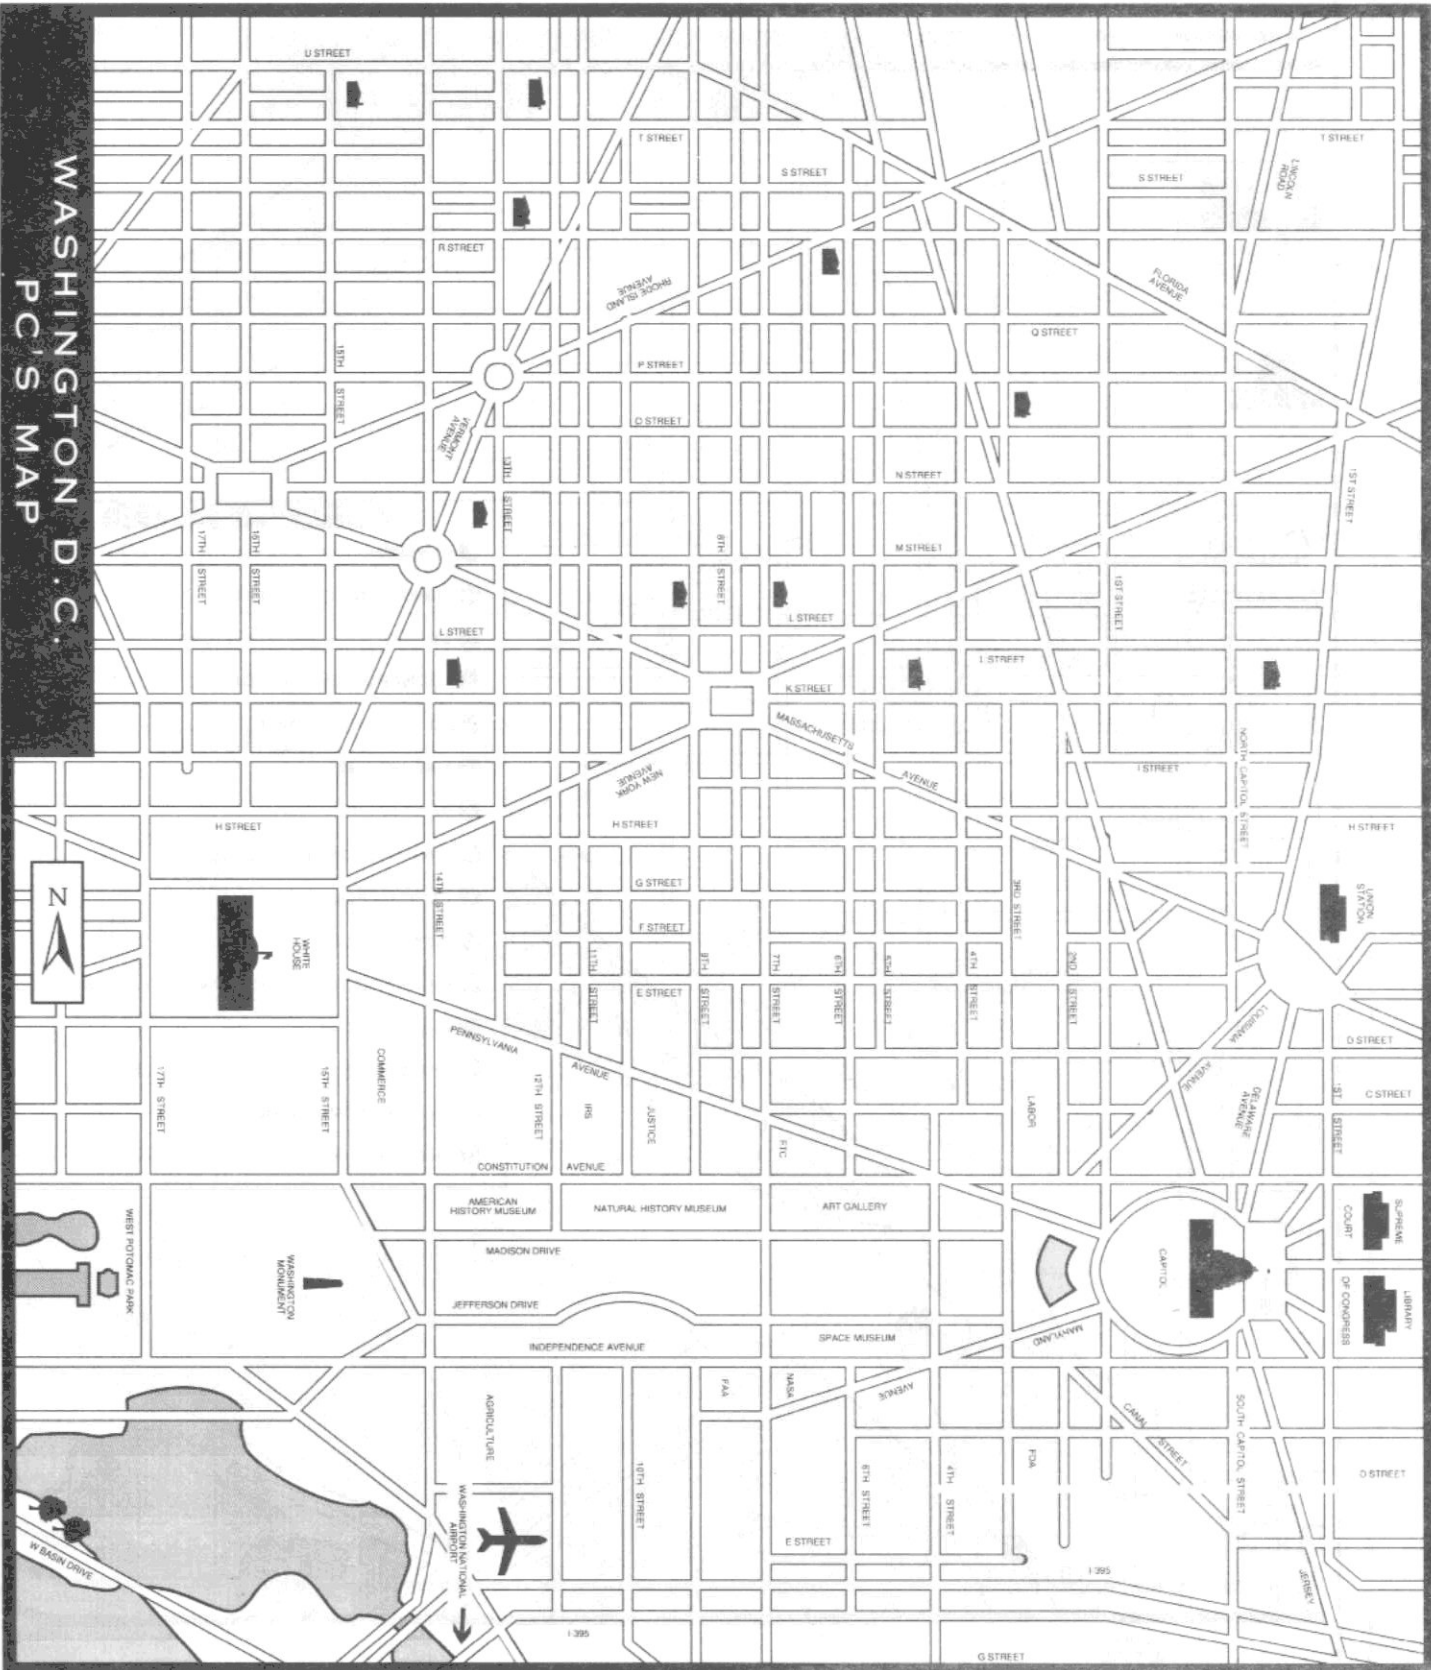 WASHINGTON D.C.
PC'S MAP
U STREET
T STREET
T STREET
S STREET
S STREET
LINCOLN
ROAD
R STREET
RHODE ISLAND
AVENUE
FLORIDA
AVENUE
Q STREET
15TH STREET
P STREET
O STREET
VERMONT
AVENUE
13TH STREET
N STREET
1ST STREET
17TH STREET
16TH STREET
8TH STREET
M STREET
1ST STREET
L STREET
L STREET
L STREET
K STREET
MASSACHUSETTS AVENUE
NORTH CAPITOL STREET
I STREET
NEW YORK
AVENUE
H STREET
H STREET
H STREET
N
14TH STREET
G STREET
3RD STREET
UNION
STATION
F STREET
WHITE
HOUSE
11TH STREET
9TH STREET
7TH STREET
6TH STREET
5TH STREET
4TH STREET
2ND STREET
E STREET
LOUISIANA AVENUE
PENNSYLVANIA AVENUE
D STREET
COMMERCE
17TH STREET
15TH STREET
12TH STREET
IRS
JUSTICE
FTC
LABOR
DELAWARE
AVENUE
1ST STREET
C STREET
CONSTITUTION AVENUE
AMERICAN
HISTORY MUSEUM
NATURAL HISTORY MUSEUM
ART GALLERY
SUPREME
COURT
WEST POTOMAC PARK
WASHINGTON
MONUMENT
MADISON DRIVE
CAPITOL
JEFFERSON DRIVE
LIBRARY
OF CONGRESS
INDEPENDENCE AVENUE
SPACE MUSEUM
MARYLAND AVENUE
FAA
NASA
AGRICULTURE
CANAL STREET
SOUTH CAPITOL STREET
10TH STREET
6TH STREET
4TH STREET
FDA
D STREET
WASHINGTON NATIONAL
AIRPORT
E STREET
W BASIN DRIVE
I-395
JERSEY
I-395
G STREET